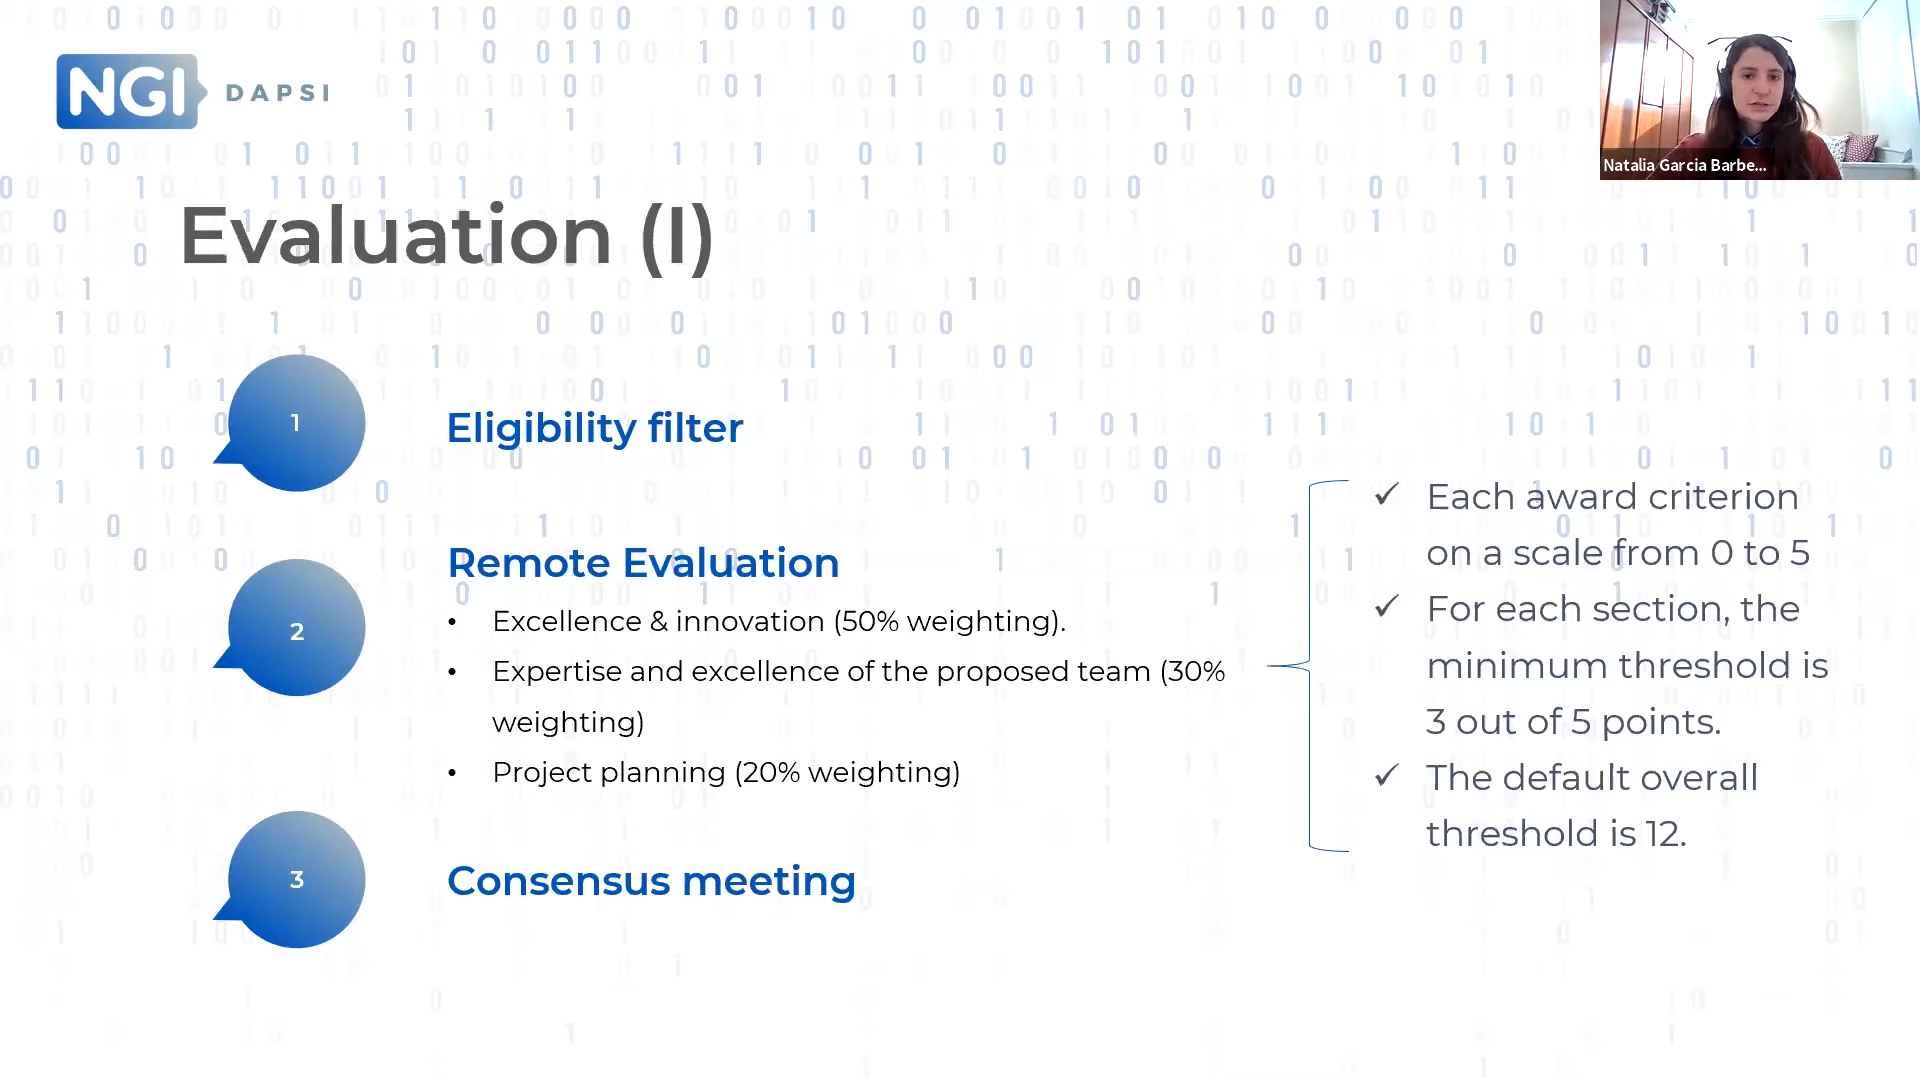 NGI DAPSI
Natalia Garcia Barbe...
Evaluation (I)
1
Eligibility filter
2
Remote Evaluation
• Excellence & innovation (50% weighting).
• Expertise and excellence of the proposed team (30%
weighting)
• Project planning (20% weighting)
✓ Each award criterion
on a scale from 0 to 5
✓ For each section, the
minimum threshold is
3 out of 5 points.
✓ The default overall
threshold is 12.
3
Consensus meeting